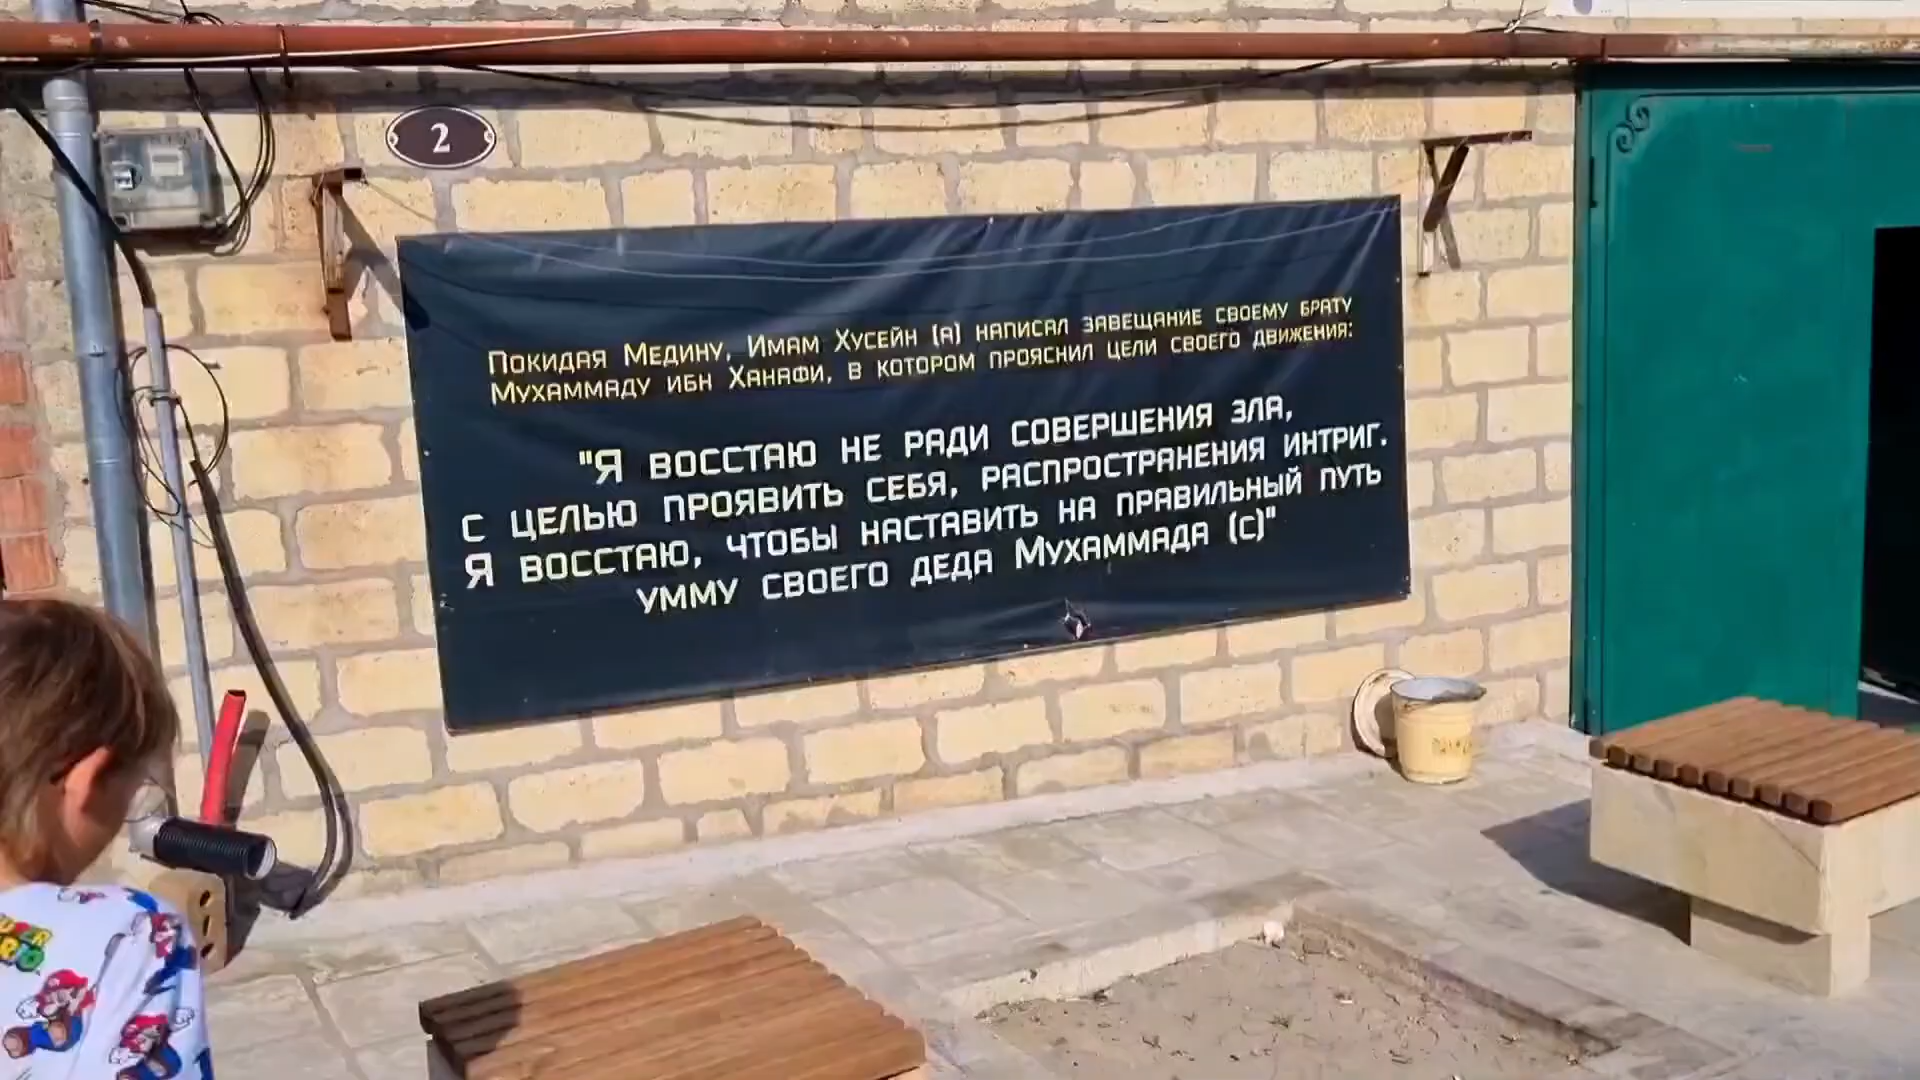 2
Покидая Медину, Имам Хусейн (а) написал завещание своему брату
Мухаммаду ибн Ханафи, в котором прояснил цели своего движения:
"Я восстаю не ради совершения зла,
с целью проявить себя, распространения интриг.
Я восстаю, чтобы наставить на правильный путь
умму своего деда Мухаммада (с)"